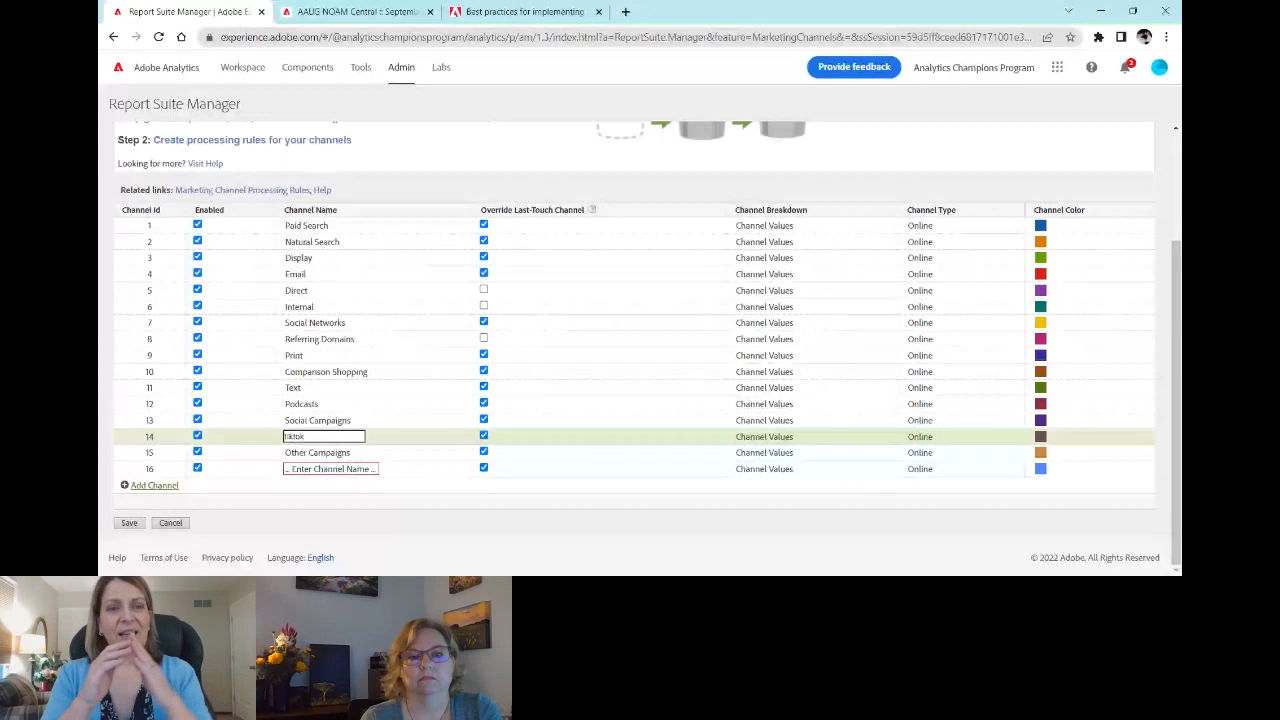 Report Suite Manager | Adobe E
AAUG NOAM Central :: Septemb
Best practices for implementing
experience.adobe.com/#/@analyticschampionsprogram/analytics/p/am/1.3/index.html?a=ReportSuite.Manager&feature=MarketingChannels&=&ssSession=59d5ff8ceed6817171001e3...
Adobe Analytics Workspace Components Tools Admin Labs Provide feedback Analytics Champions Program 2
Report Suite Manager
Step 2: Create processing rules for your channels
Looking for more? Visit Help
Related links: Marketing Channel Processing Rules, Help
Channel Id Enabled Channel Name Override Last-Touch Channel Channel Breakdown Channel Type Channel Color
1 Paid Search Channel Values Online
2 Natural Search Channel Values Online
3 Display Channel Values Online
4 Email Channel Values Online
5 Direct Channel Values Online
6 Internal Channel Values Online
7 Social Networks Channel Values Online
8 Referring Domains Channel Values Online
9 Print Channel Values Online
10 Comparison Shopping Channel Values Online
11 Text Channel Values Online
12 Podcasts Channel Values Online
13 Social Campaigns Channel Values Online
14 tiktok Channel Values Online
15 Other Campaigns Channel Values Online
16 ... Enter Channel Name ... Channel Values Online
Add Channel
Save Cancel
Help Terms of Use Privacy policy Language: English © 2022 Adobe. All Rights Reserved